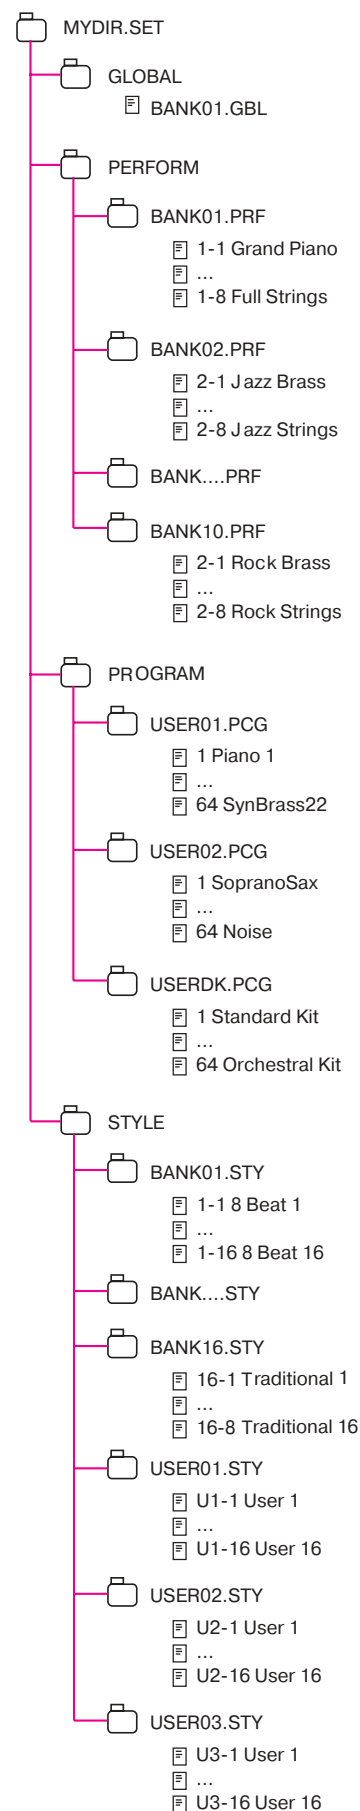 MYDIR.SET
GLOBAL
BANK01.GBL
PERFORM
BANK01.PRF
1-1 Grand Piano
...
1-8 Full Strings
BANK02.PRF
2-1 Jazz Brass
...
2-8 Jazz Strings
BANK....PRF
BANK10.PRF
2-1 Rock Brass
...
2-8 Rock Strings
PROGRAM
USER01.PCG
1 Piano 1
...
64 SynBrass22
USER02.PCG
1 SopranoSax
...
64 Noise
USERDK.PCG
1 Standard Kit
...
64 Orchestral Kit
STYLE
BANK01.STY
1-1 8 Beat 1
...
1-16 8 Beat 16
BANK....STY
BANK16.STY
16-1 Traditional 1
...
16-8 Traditional 16
USER01.STY
U1-1 User 1
...
U1-16 User 16
USER02.STY
U2-1 User 1
...
U2-16 User 16
USER03.STY
U3-1 User 1
...
U3-16 User 16